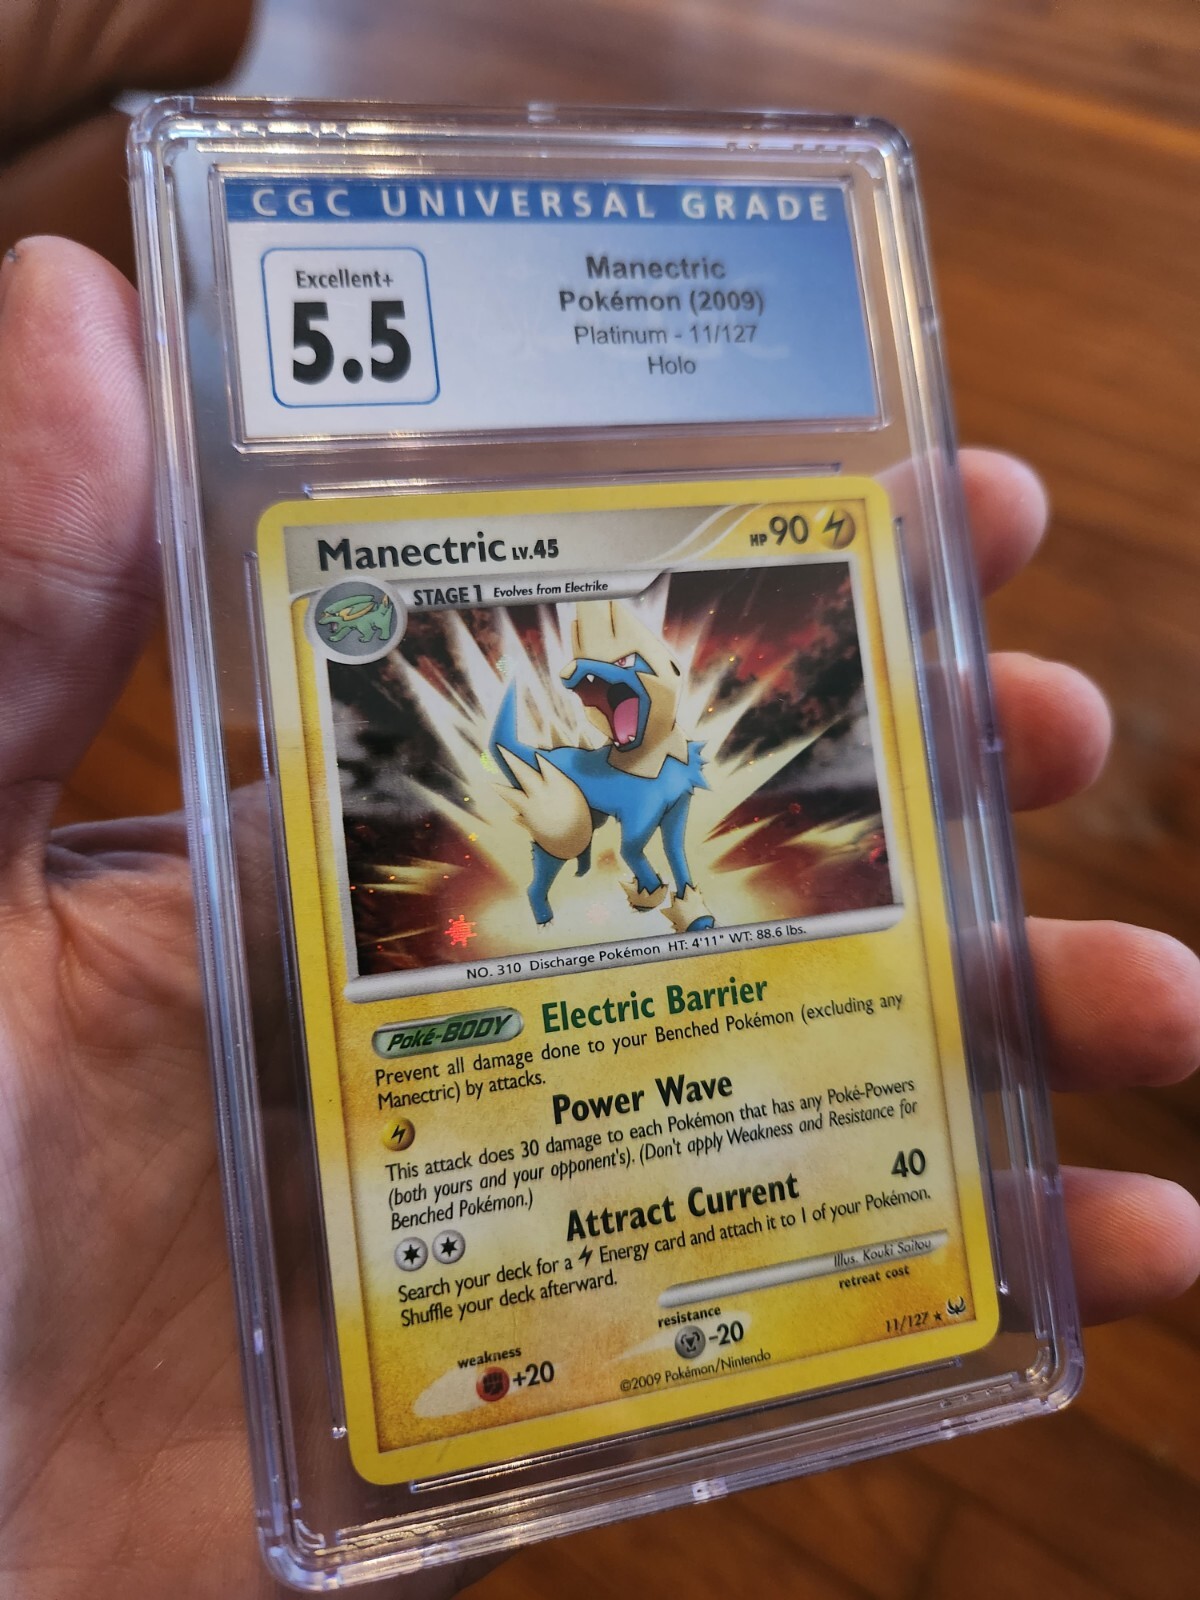 CGC UNIVERSAL GRADE
Excellent+
5.5
Manectric
Pokémon (2009)
Platinum - 11/127
Holo
Manectric LV.45
HP 90
STAGE 1 Evolves from Electrike
NO. 310 Discharge Pokémon HT: 4'11" WT: 88.6 lbs.
Poké-BODY Electric Barrier
Prevent all damage done to your Benched Pokémon (excluding any
Manectric) by attacks.
Power Wave
This attack does 30 damage to each Pokémon that has any Poké-Powers
(both yours and your opponent's). (Don't apply Weakness and Resistance for
Benched Pokémon.)
Attract Current 40
Search your deck for a Energy card and attach it to 1 of your Pokémon.
Shuffle your deck afterward.
Illus. Kouki Saitou
weakness
+20
resistance
-20
retreat cost
©2009 Pokémon/Nintendo
11/127